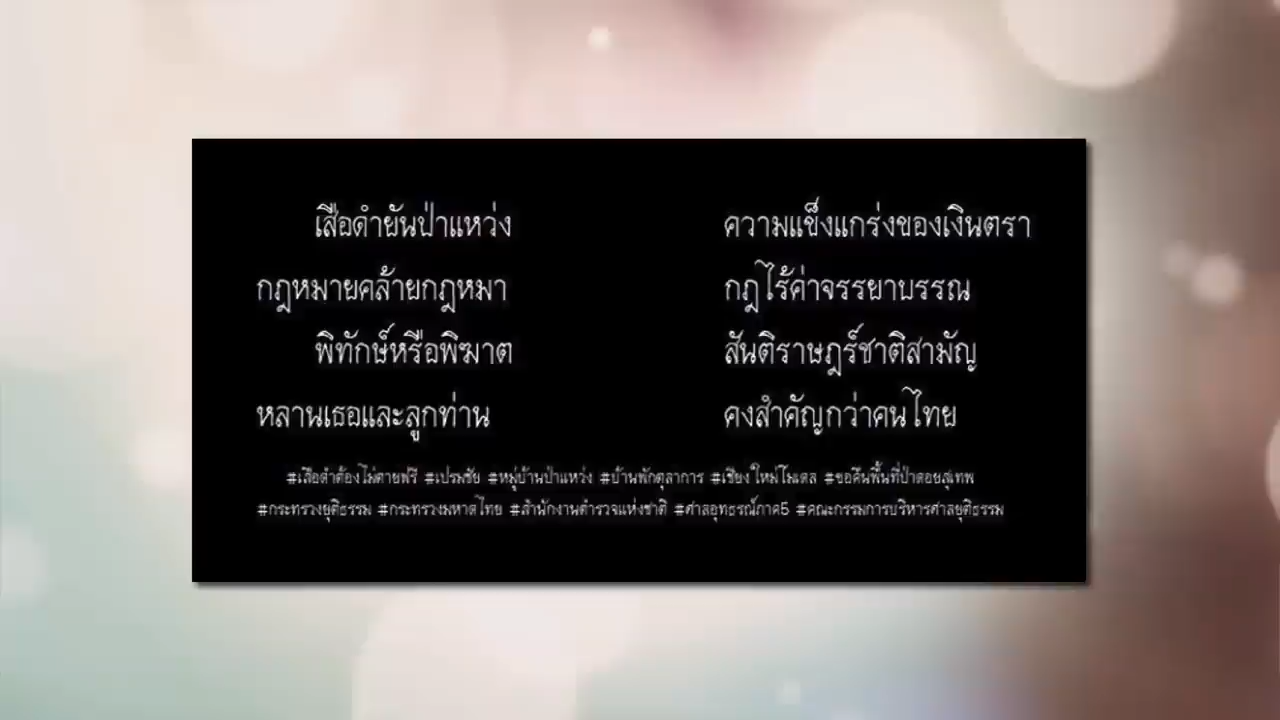 เสือดำยันป่าแหว่ง ความแข็งแกร่งของเงินตรา
กฎหมายคล้ายกฎหมา กฎไร้ค่าจรรยาบรรณ
พิทักษ์หรือพิฆาต สันติราษฎร์ชาติสามัญ
หลานเธอและลูกท่าน คงสำคัญกว่าคนไทย
#เสือดำต้องไม่ตายฟรี #เปรมชัย #หมู่บ้านป่าแหว่ง #บ้านพักตุลาการ #เชียงใหม่โมเดล #ขอคืนพื้นที่ป่าดอยสุเทพ
#กระทรวงยุติธรรม #กระทรวงมหาดไทย #สำนักงานตำรวจแห่งชาติ #ศาลอุทธรณ์ภาค5 #คณะกรรมการบริหารศาลยุติธรรม